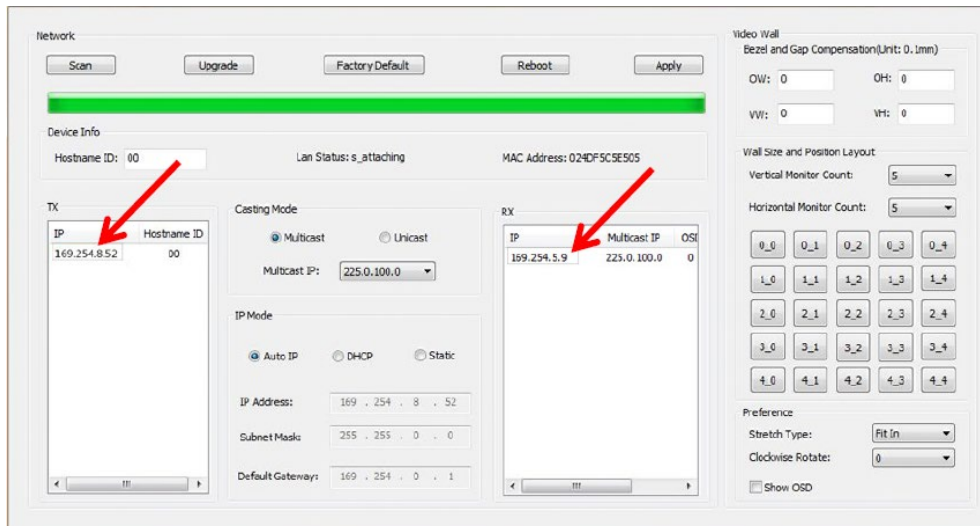 Network
Scan Upgrade Factory Default Reboot Apply
Device Info
Hostname ID: 00 Lan Status: s_attaching MAC Address: 024DF5C5E505
TX
IP Hostname ID
169.254.8.52 00
Casting Mode
Multicast Unicast
Multicast IP: 225.0.100.0
IP Mode
Auto IP DHCP Static
IP Address: 169 . 254 . 8 . 52
Subnet Mask: 255 . 255 . 0 . 0
Default Gateway: 169 . 254 . 0 . 1
RX
IP Multicast IP OSI
169.254.5.9 225.0.100.0 0
Video Wall
Bezel and Gap Compensation(Unit: 0.1mm)
OW: 0 OH: 0
VW: 0 VH: 0
Wall Size and Position Layout
Vertical Monitor Count: 5
Horizontal Monitor Count: 5
0_0 0_1 0_2 0_3 0_4
1_0 1_1 1_2 1_3 1_4
2_0 2_1 2_2 2_3 2_4
3_0 3_1 3_2 3_3 3_4
4_0 4_1 4_2 4_3 4_4
Preference
Stretch Type: Fit In
Clockwise Rotate: 0
Show OSD